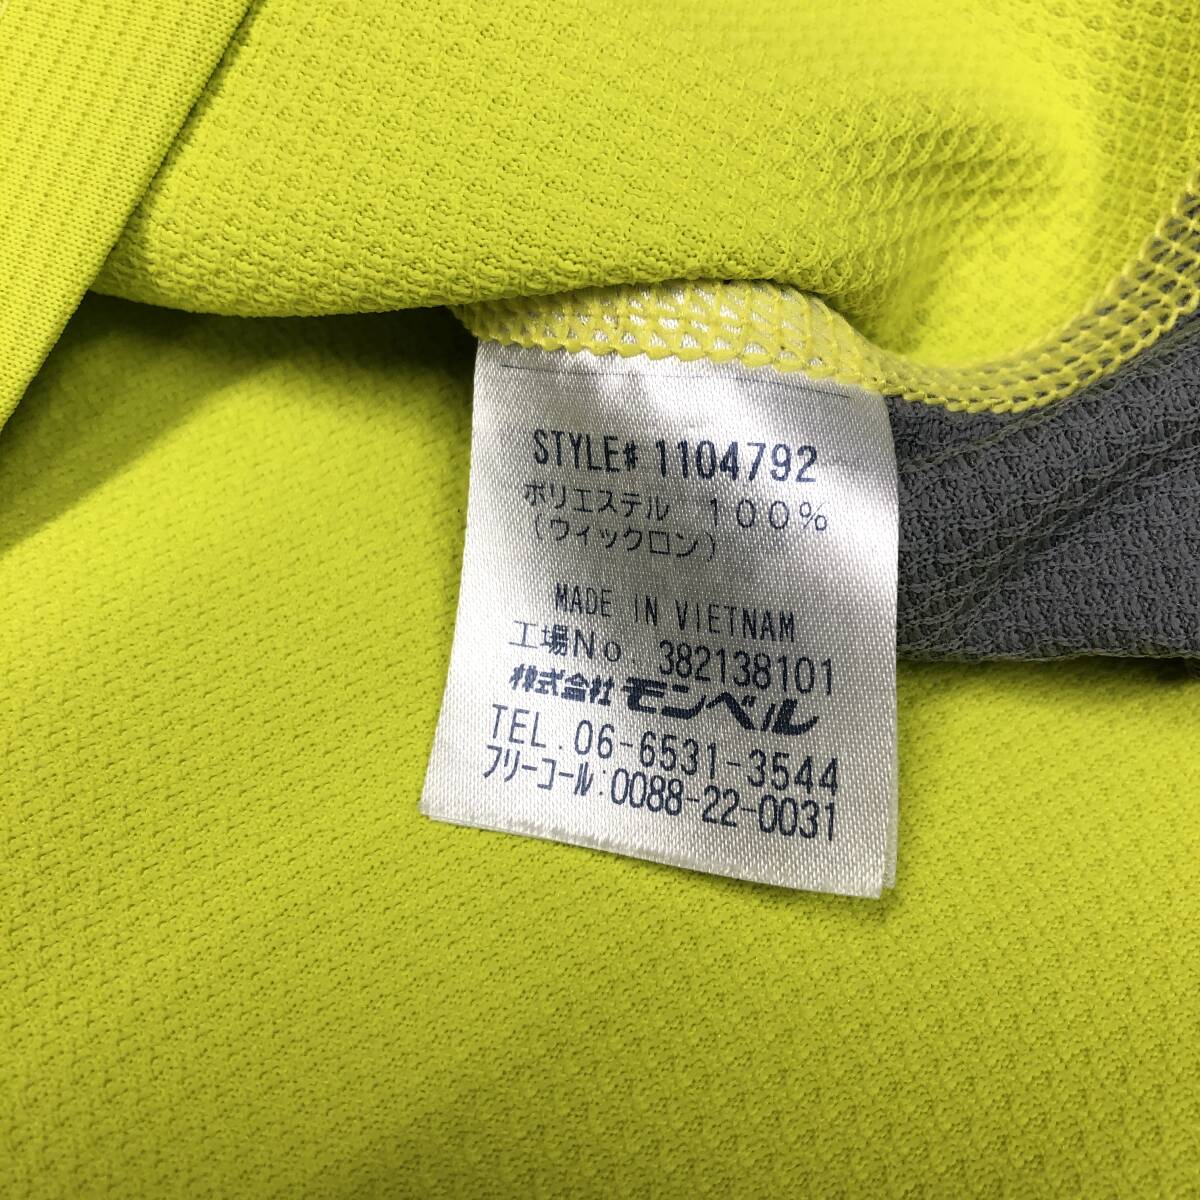 STYLE# 1104792
ポリエステル 100%
(ウィックロン)
MADE IN VIETNAM
工場No. 382138101
株式会社モンベル
TEL.06-6531-3544
フリーコール:0088-22-0031